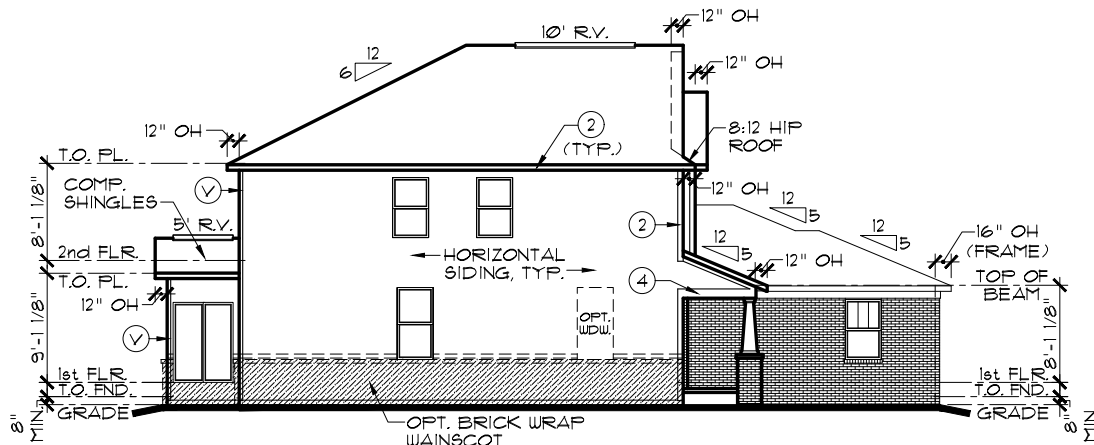 12" OH
10' R.V.
12
6
12" OH
12" OH
2
(TYP.)
8:12 HIP
ROOF
T.O. PL.
COMP.
SHINGLES
V
12" OH
12
5
8'-1 1/8"
5' R.V.
2
12
5
12
5
16" OH
(FRAME)
2nd FLR.
HORIZONTAL
SIDING, TYP.
12" OH
TOP OF
BEAM
T.O. PL.
12" OH
4
OPT.
WDW.
V
9'-1 1/8"
8'-1 1/8"
1st FLR.
T.O. FND.
GRADE
1st FLR.
T.O. FND.
GRADE
8"
MIN.
OPT. BRICK WRAP
WAINSCOT
8"